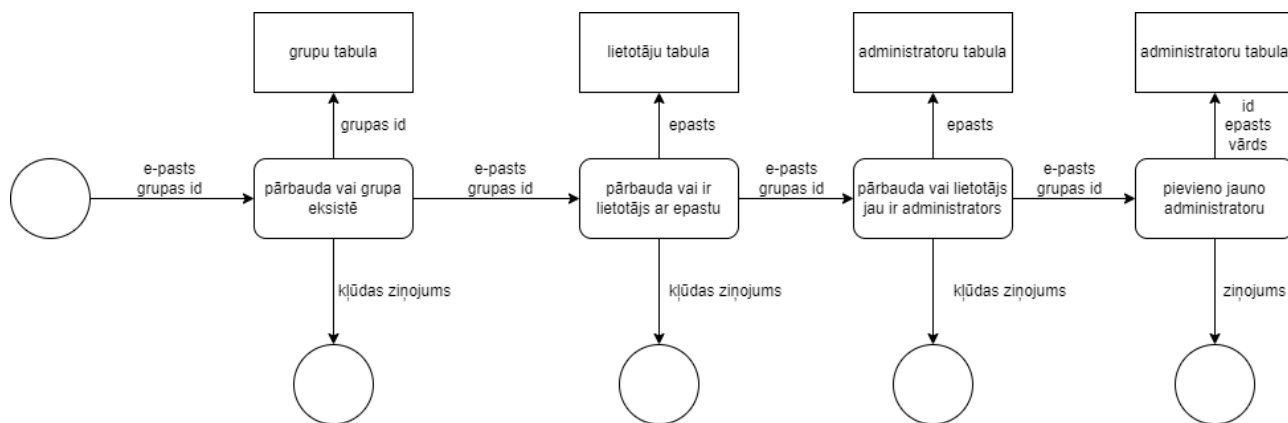 grupu tabula
lietotāju tabula
administratoru tabula
administratoru tabula
grupas id
epasts
epasts
id
epasts
vārds
e-pasts
grupas id
pārbauda vai grupa
eksistē
e-pasts
grupas id
pārbauda vai ir
lietotājs ar epastu
e-pasts
grupas id
pārbauda vai lietotājs
jau ir administrators
e-pasts
grupas id
pievieno jauno
administratoru
kļūdas ziņojums
kļūdas ziņojums
kļūdas ziņojums
ziņojums